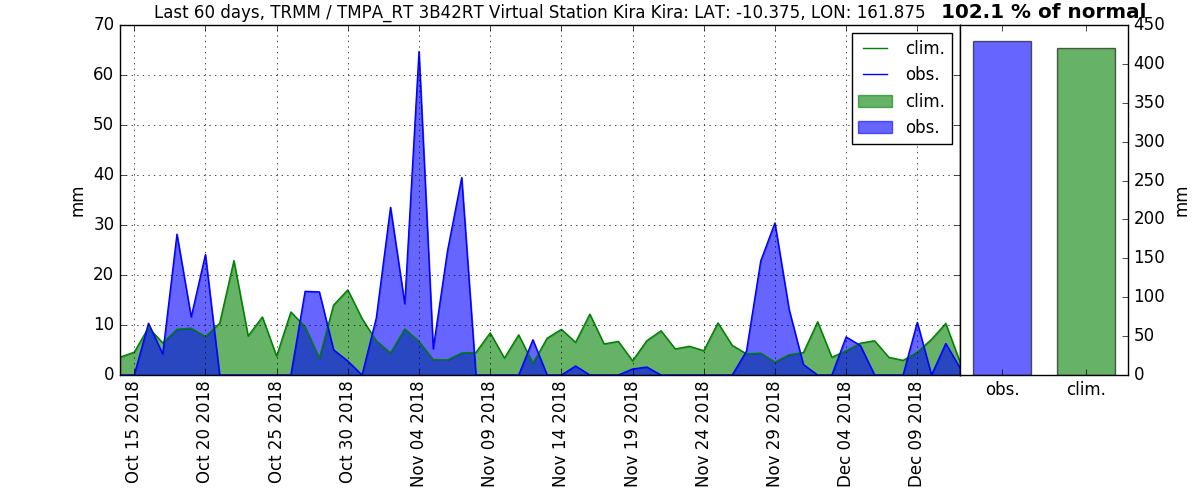 Last 60 days, TRMM / TMPA_RT 3B42RT Virtual Station Kira Kira: LAT: -10.375, LON: 161.875
102.1 % of normal
70
60
50
40
30
20
10
0
mm
clim.
obs.
clim.
obs.
Oct 15 2018
Oct 20 2018
Oct 25 2018
Oct 30 2018
Nov 04 2018
Nov 09 2018
Nov 14 2018
Nov 19 2018
Nov 24 2018
Nov 29 2018
Dec 04 2018
Dec 09 2018
450
400
350
300
250
200
150
100
50
0
mm
obs.
clim.